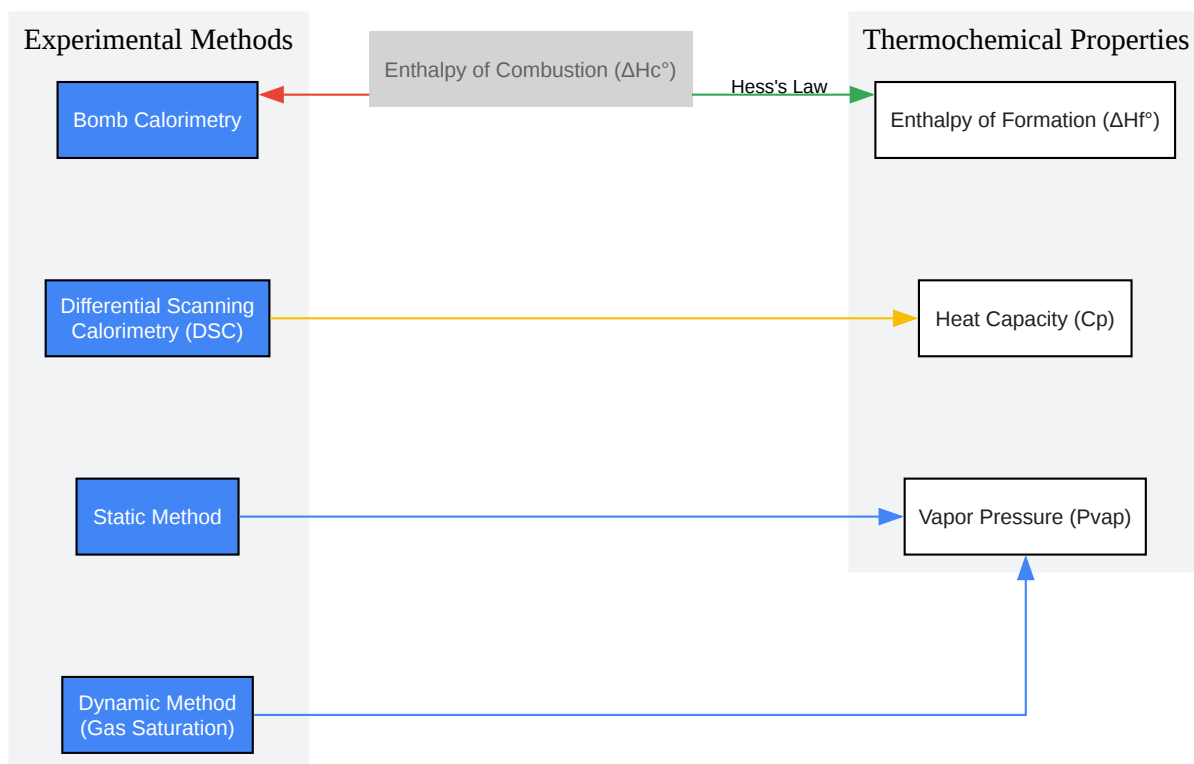 Experimental Methods
Thermochemical Properties
Enthalpy of Combustion (ΔHc°)
Hess's Law
Bomb Calorimetry
Enthalpy of Formation (ΔHf°)
Differential Scanning
Calorimetry (DSC)
Heat Capacity (Cp)
Static Method
Vapor Pressure (Pvap)
Dynamic Method
(Gas Saturation)